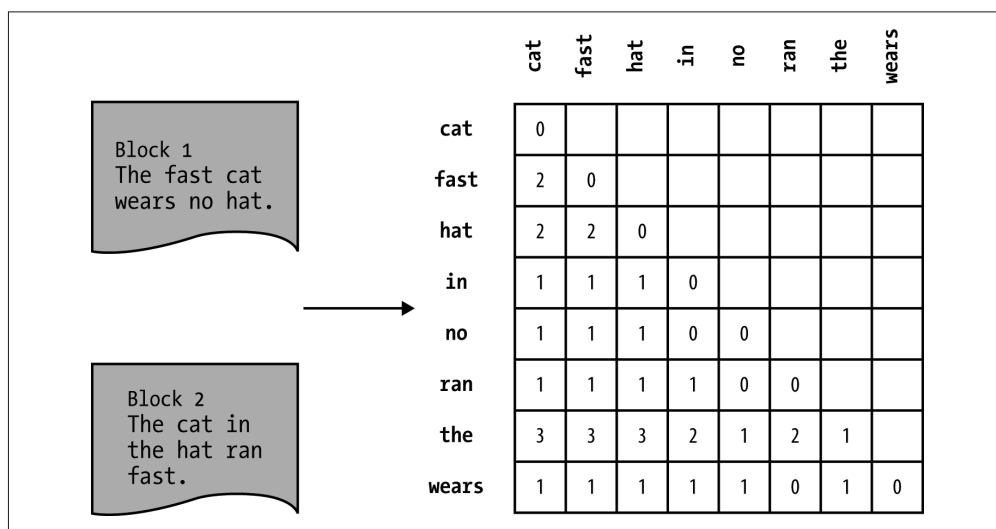 cat fast hat in no ran the wears
Block 1
The fast cat
wears no hat.
Block 2
The cat in
the hat ran
fast.
cat 0
fast 2 0
hat 2 2 0
in 1 1 1 0
no 1 1 1 0 0
ran 1 1 1 1 0 0
the 3 3 3 2 1 2 1
wears 1 1 1 1 1 0 1 0